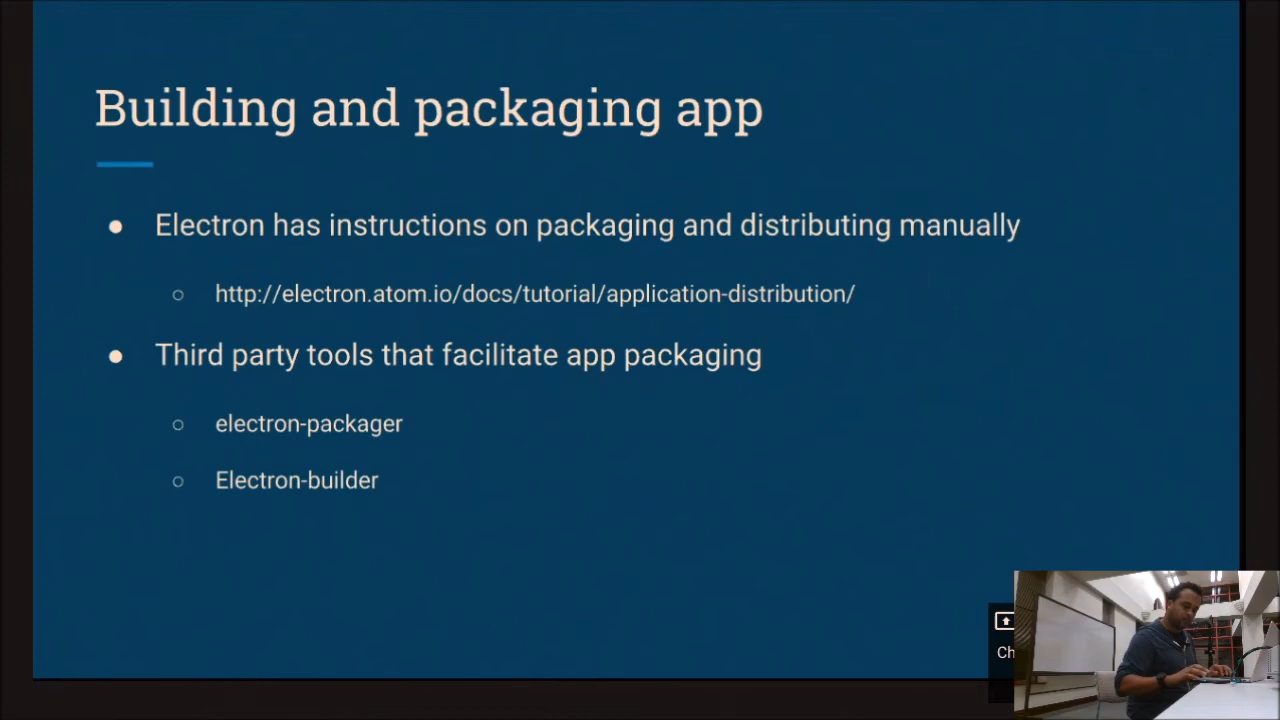 Building and packaging app
Electron has instructions on packaging and distributing manually
http://electron.atom.io/docs/tutorial/application-distribution/
Third party tools that facilitate app packaging
electron-packager
Electron-builder
Ch